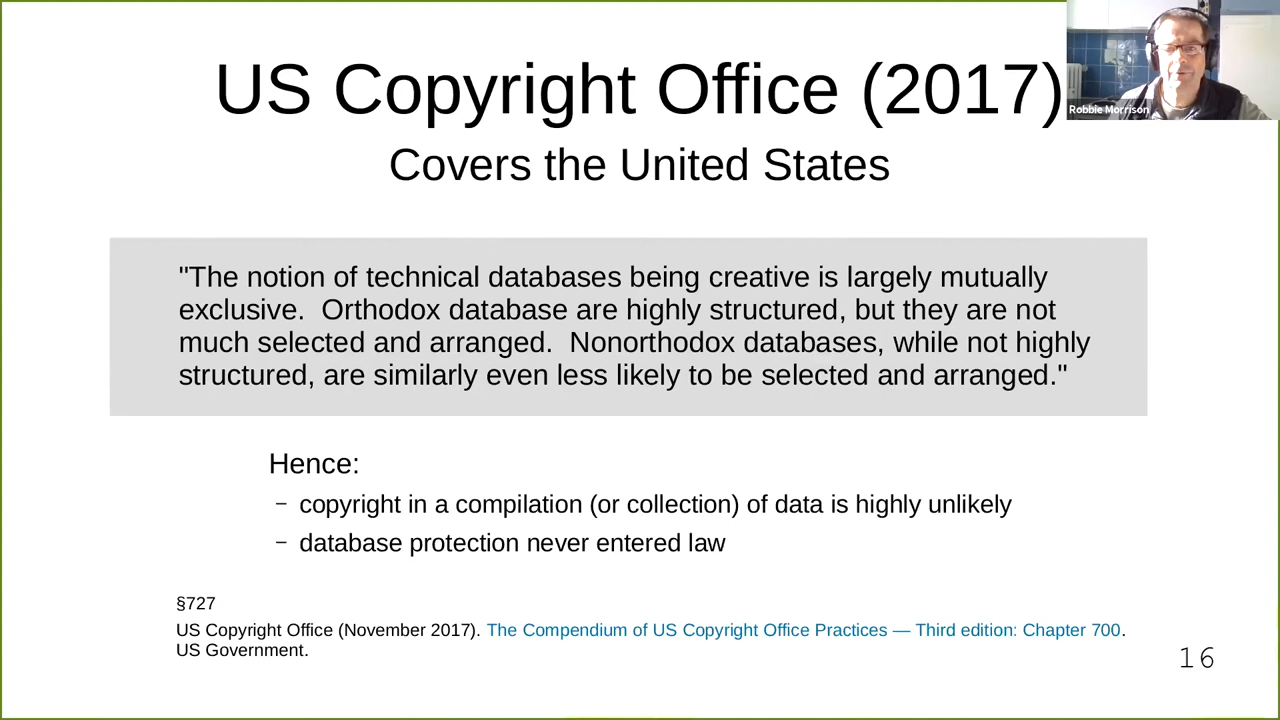 US Copyright Office (2017)
Robbie Morrison
Covers the United States
"The notion of technical databases being creative is largely mutually
exclusive.  Orthodox database are highly structured, but they are not
much selected and arranged.  Nonorthodox databases, while not highly
structured, are similarly even less likely to be selected and arranged."
Hence:
– copyright in a compilation (or collection) of data is highly unlikely
– database protection never entered law
§727
US Copyright Office (November 2017). The Compendium of US Copyright Office Practices — Third edition: Chapter 700.
US Government.
16